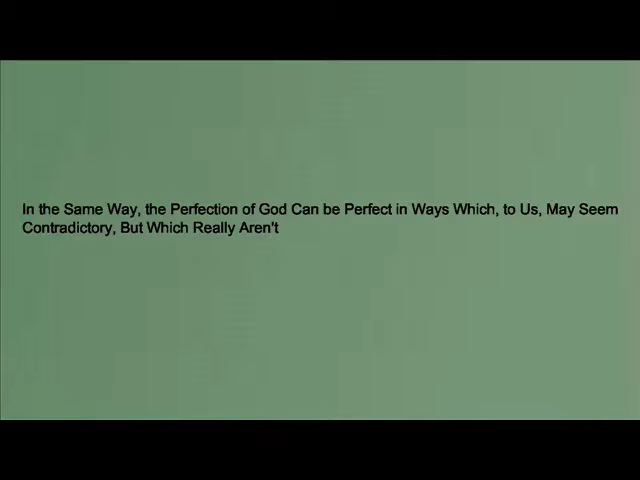 In the Same Way, the Perfection of God Can be Perfect in Ways Which, to Us, May Seem
Contradictory, But Which Really Aren't